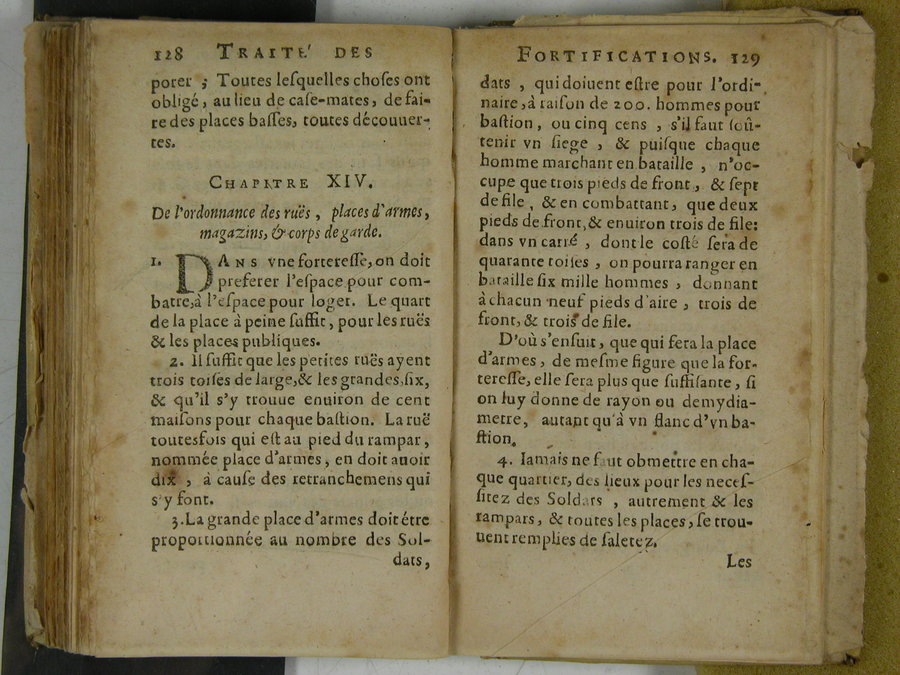 128 TRAITE' DES
porer ; Toutes leſquelles choſes ont
obligé, au lieu de caſe-mates, de fai-
re des places baſſes, toutes découuer-
tes.
CHAPITRE XIV.
De l'ordonnance des ruës, places d'armes,
magazins, & corps de garde.
1. DANS vne fortereſſe, on doit
preferer l'eſpace pour com-
batre, à l'eſpace pour loger. Le quart
de la place à peine ſuffit, pour les ruës
& les places publiques.
2. Il ſuffit que les petites ruës ayent
trois toiſes de large, & les grandes, ſix,
& qu'il s'y trouue enuiron de cent
maiſons pour chaque baſtion. La ruë
toutesfois qui eſt au pied du rampar,
nommée place d'armes, en doit auoir
dix, à cauſe des retranchemens qui
s'y font.
3. La grande place d'armes doit étre
proportionnée au nombre des Sol-
dats,
FORTIFICATIONS. 129
dats, qui doiuent eſtre pour l'ordi-
naire, à raiſon de 200. hommes pour
baſtion, ou cinq cens, s'il faut ſoû-
tenir vn ſiege, & puiſque chaque
homme marchant en bataille, n'oc-
cupe que trois pieds de front, & ſept
de file, & en combattant, que deux
pieds de front, & enuiron trois de file:
dans vn carré, dont le coſté ſera de
quarante toiſes, on pourra ranger en
bataille ſix mille hommes, donnant
à chacun neuf pieds d'aire, trois de
front, & trois de file.
D'où s'enſuit, que qui fera la place
d'armes, de meſme figure que la for-
tereſſe, elle ſera plus que ſuffiſante, ſi
on luy donne de rayon ou demydia-
metre, autant qu'à vn flanc d'vn ba-
ſtion.
4. Iamais ne faut obmettre en cha-
que quartier, des lieux pour les neceſ-
ſitez des Soldats, autrement & les
rampars, & toutes les places, ſe trou-
uent remplies de ſaletez.
Les